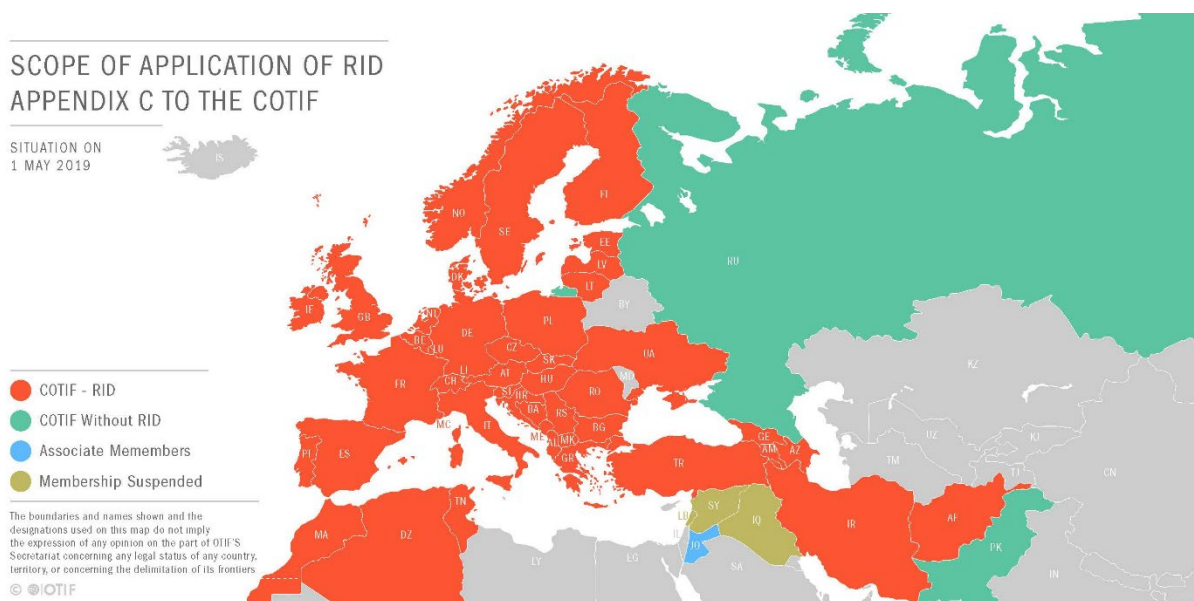 SCOPE OF APPLICATION OF RID
APPENDIX C TO THE COTIF
SITUATION ON
1 MAY 2019
IS
NO
SE
FI
RU
EE
LV
LT
DK
IE
GB
NL
BE
LU
DE
PL
BY
CZ
SK
UA
KZ
FR
LI
CH
AT
HU
MD
SI
HR
RO
BA
RS
MC
IT
ME
BG
AL
MK
GR
PT
ES
TR
GE
AM
AZ
UZ
KJ
TM
TJ
CN
TN
MA
DZ
LY
EG
LB
SY
IQ
IL
JO
SA
IR
AF
PK
IN
COTIF - RID
COTIF Without RID
Associate Memembers
Membership Suspended
The boundaries and names shown and the
designations used on this map do not imply
the expression of any opinion on the part of OTIF'S
Secretariat concerning any legal status of any country,
territory, or concerning the delimitation of its frontiers
© OTIF